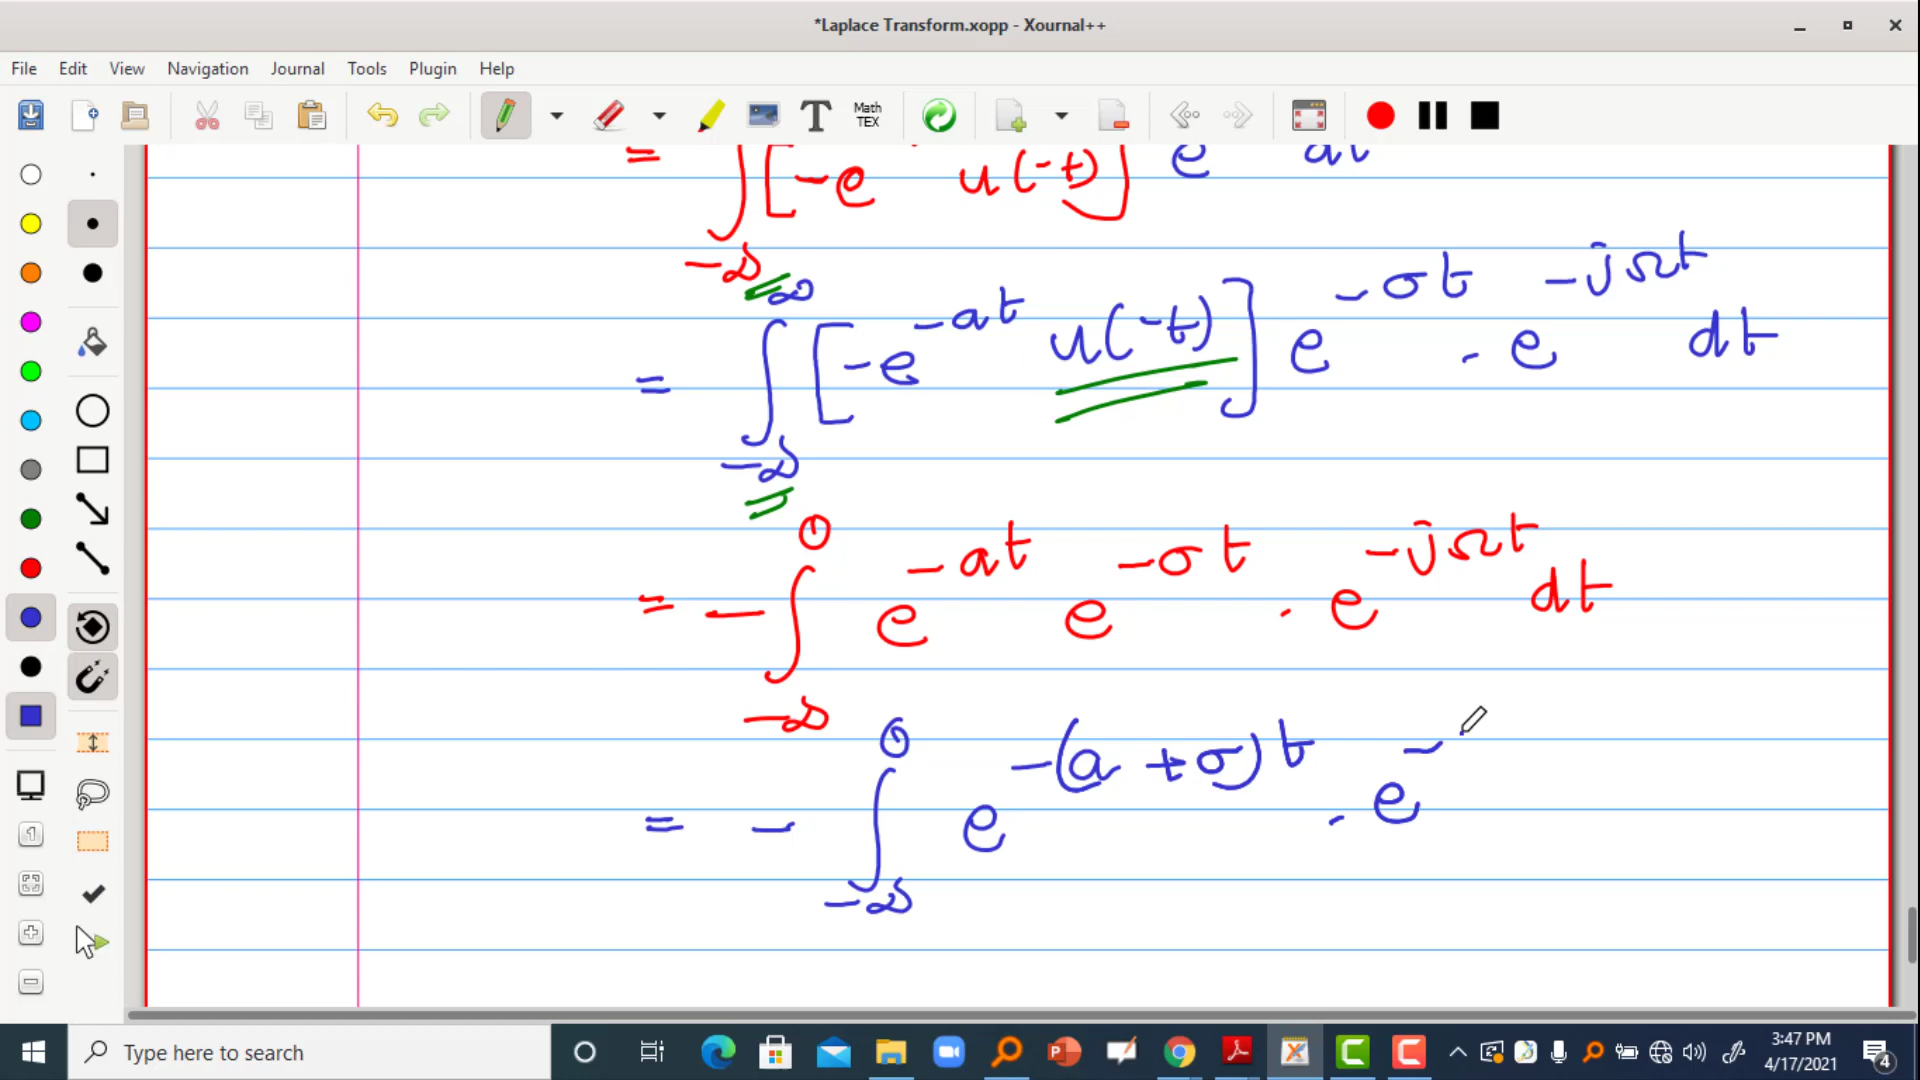 *Laplace Transform.xopp - Xournal++
File Edit View Navigation Journal Tools Plugin Help
Math
TEX
= ∫ [-e u(-t)] e dt
-∞
= ∫_{-∞}^{∞} [-e^{-at} u(-t)] e^{-σt} . e^{-jΩt} dt
= - ∫_{-∞}^{0} e^{-at} e^{-σt} . e^{-jΩt} dt
= - ∫_{-∞}^{0} e^{-(a+σ)t} . e^{-}
Type here to search
3:47 PM
4/17/2021
4